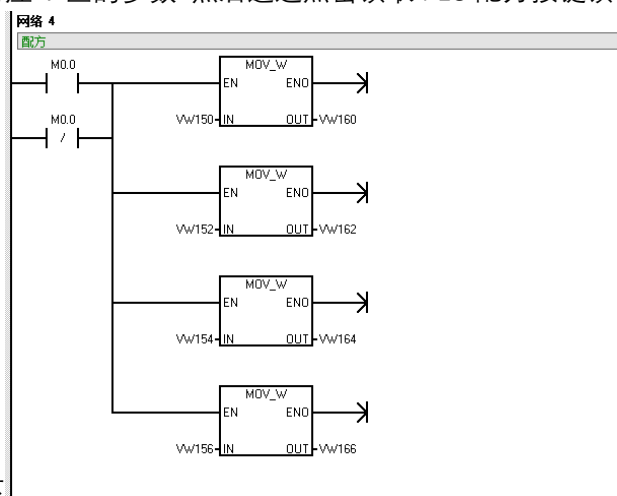 网络 4
配方
M0.0
MOV_W
EN ENO
VW150 IN OUT VW160
M0.0
/
MOV_W
EN ENO
VW152 IN OUT VW162
MOV_W
EN ENO
VW154 IN OUT VW164
MOV_W
EN ENO
VW156 IN OUT VW166